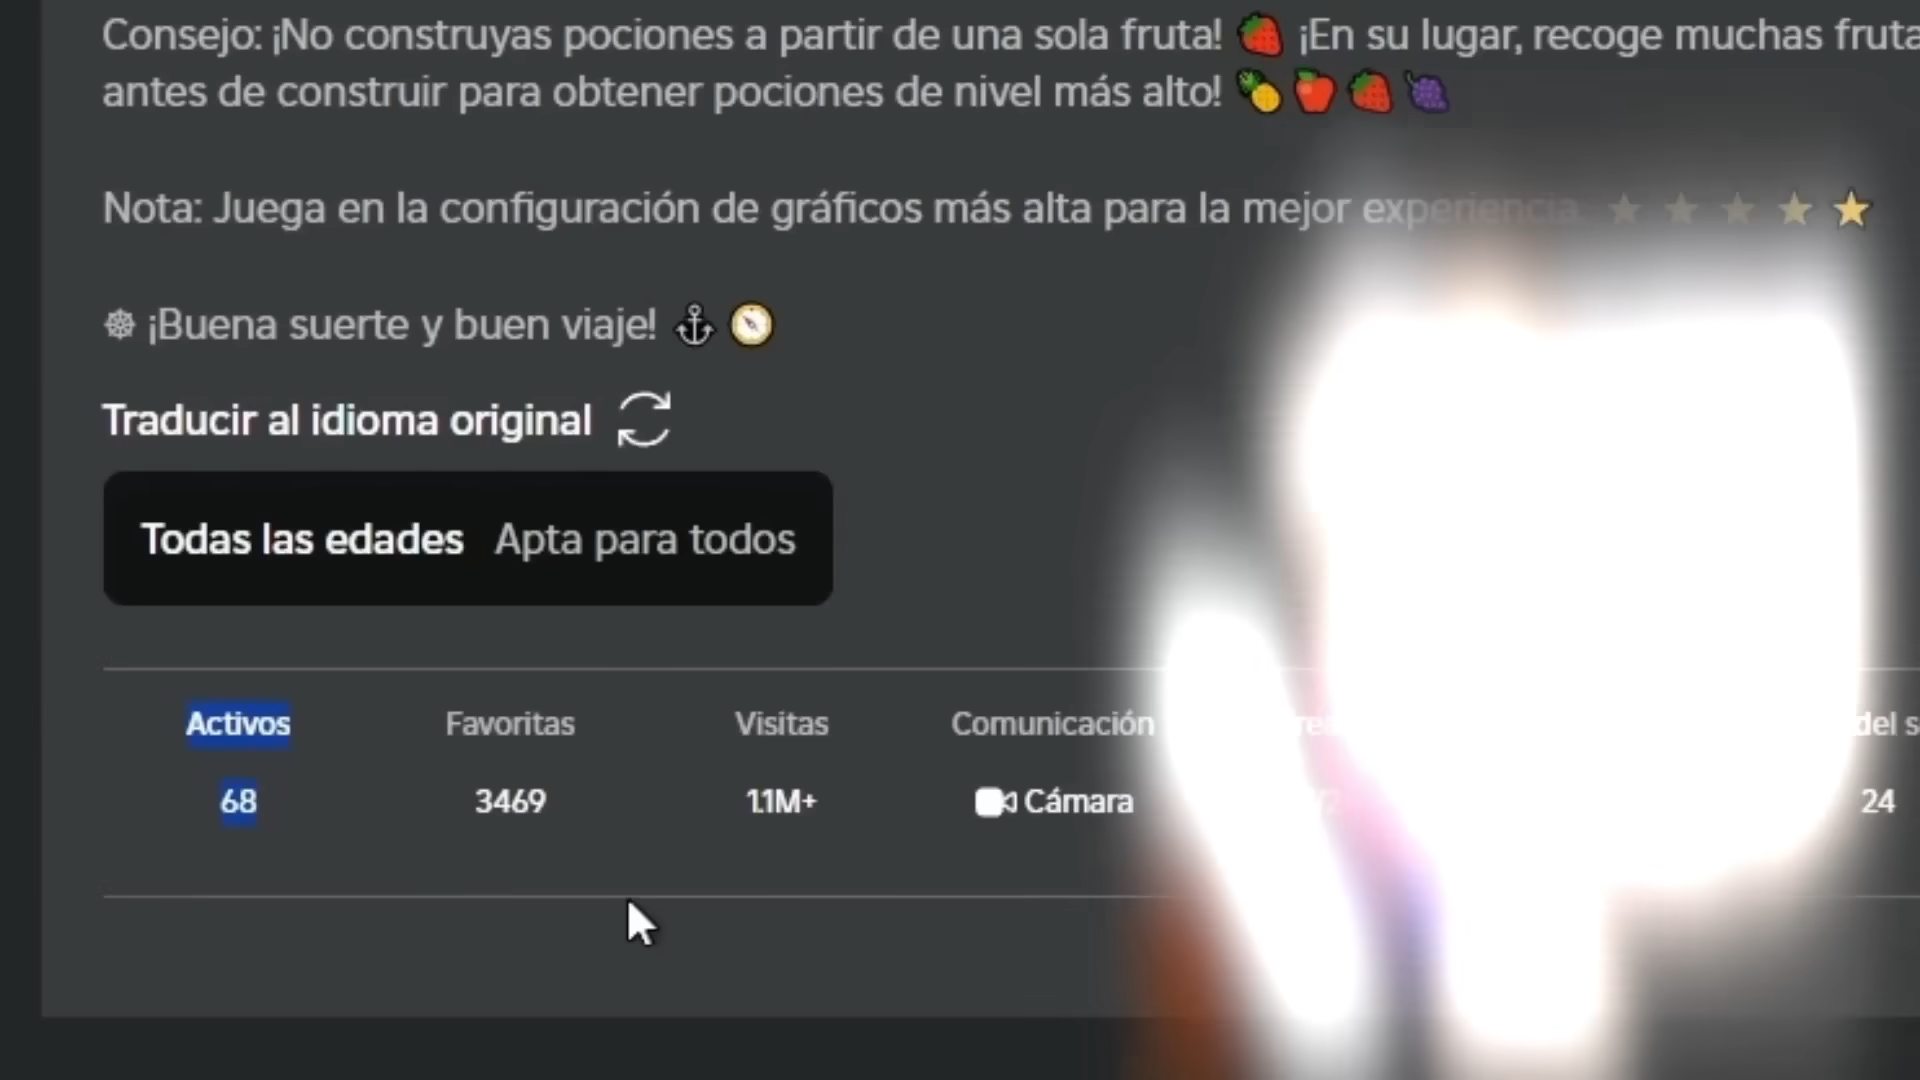 Consejo: ¡No construyas pociones a partir de una sola fruta! 🍓 ¡En su lugar, recoge muchas fruta
antes de construir para obtener pociones de nivel más alto! 🍍🍎🍓🍇
Nota: Juega en la configuración de gráficos más alta para la mejor experiencia. ★ ★ ★ ★ ★
☸ ¡Buena suerte y buen viaje! ⚓🧭
Traducir al idioma original
Todas las edades Apta para todos
Activos Favoritas Visitas Comunicación del s
68 3469 1.1M+ Cámara 24